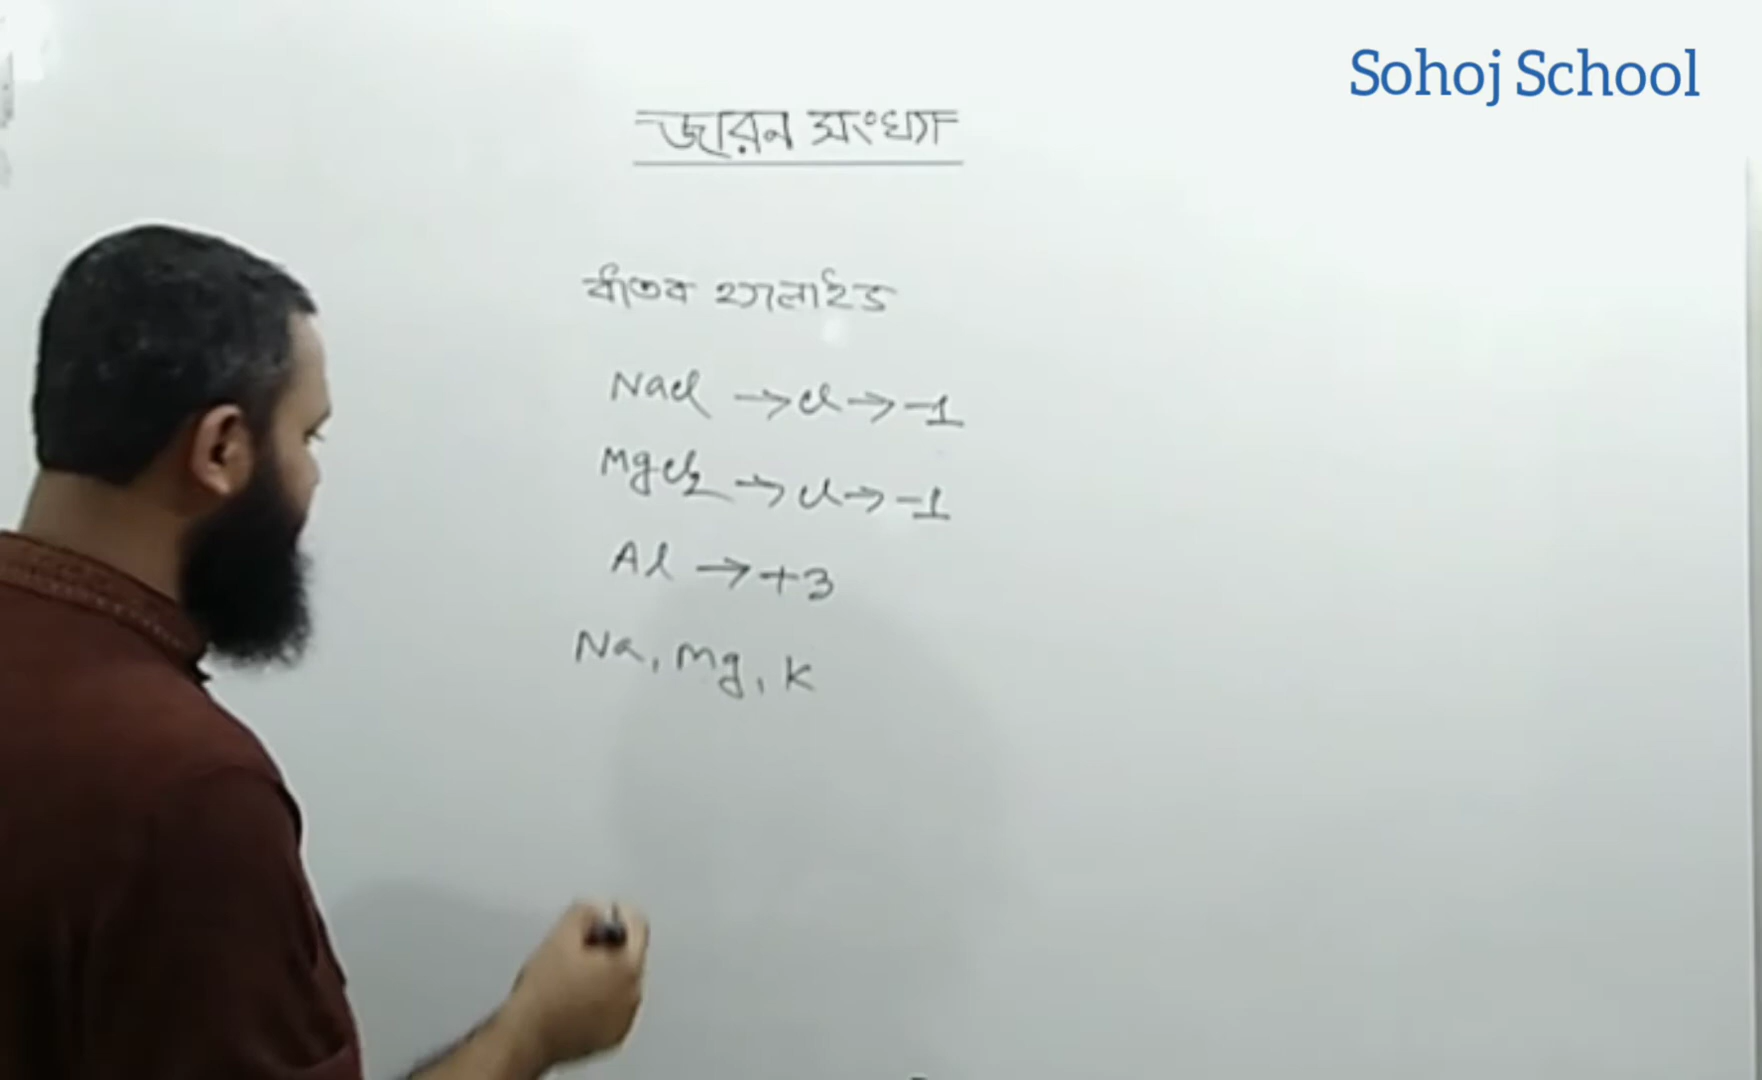 Sohoj School
জারন সংখ্যা
ধাতব হ্যালাইড
NaCl → Cl → -1
MgCl₂ → Cl → -1
Al → +3
Na, Mg, K